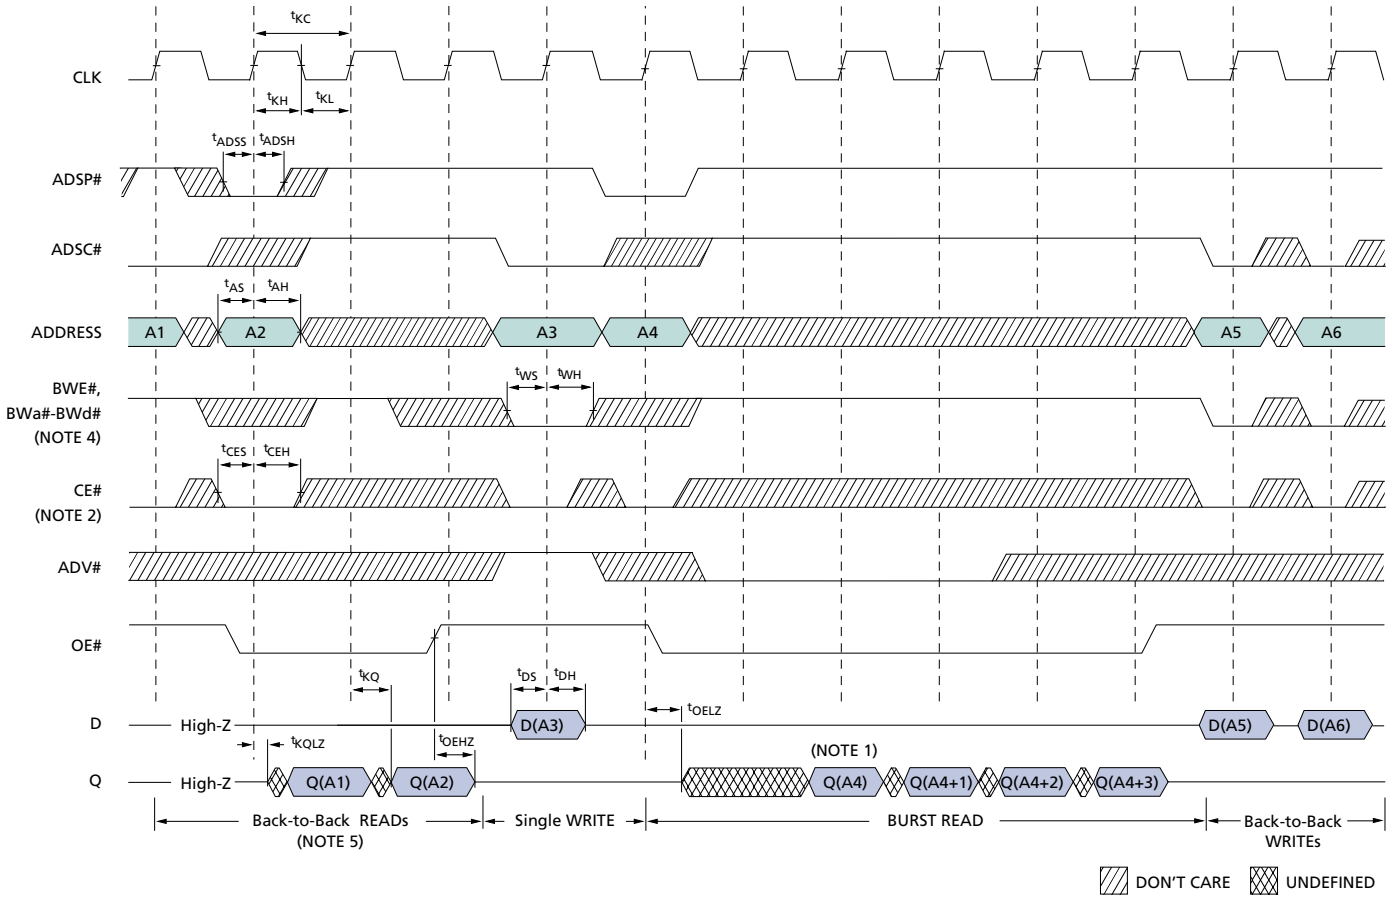 tKC
CLK
tKH
tKL
tADSS
tADSH
ADSP#
ADSC#
tAS
tAH
ADDRESS
A1
A2
A3
A4
A5
A6
BWE#,
BWa#-BWd#
(NOTE 4)
tWS
tWH
tCES
tCEH
CE#
(NOTE 2)
ADV#
OE#
tKQ
tDS
tDH
D
High-Z
D(A3)
tOELZ
D(A5)
D(A6)
tKQLZ
tOEHZ
(NOTE 1)
Q
High-Z
Q(A1)
Q(A2)
Q(A4)
Q(A4+1)
Q(A4+2)
Q(A4+3)
Back-to-Back READs
(NOTE 5)
Single WRITE
BURST READ
Back-to-Back
WRITEs
DON'T CARE
UNDEFINED